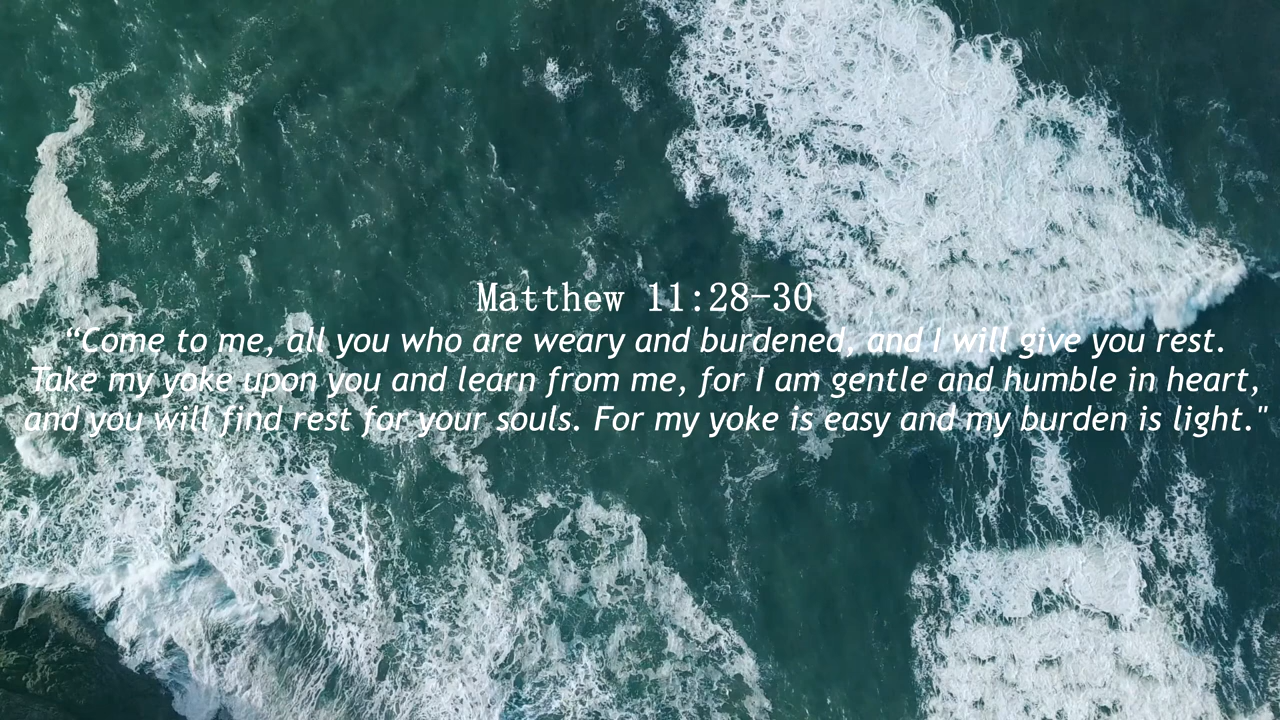 Matthew 11:28-30
“Come to me, all you who are weary and burdened, and I will give you rest.
Take my yoke upon you and learn from me, for I am gentle and humble in heart,
and you will find rest for your souls. For my yoke is easy and my burden is light."